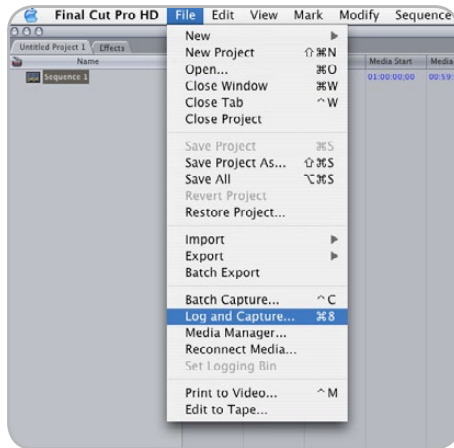 Final Cut Pro HD File Edit View Mark Modify Sequence
Untitled Project 1 Effects
Name Media Start Media
Sequence 1 01:00:00;00 00:59:
New
New Project ⇧⌘N
Open... ⌘O
Close Window ⌘W
Close Tab ^W
Close Project
Save Project ⌘S
Save Project As... ⇧⌘S
Save All ⌥⌘S
Revert Project
Restore Project...
Import
Export
Batch Export
Batch Capture... ^C
Log and Capture... ⌘8
Media Manager...
Reconnect Media...
Set Logging Bin
Print to Video... ^M
Edit to Tape...